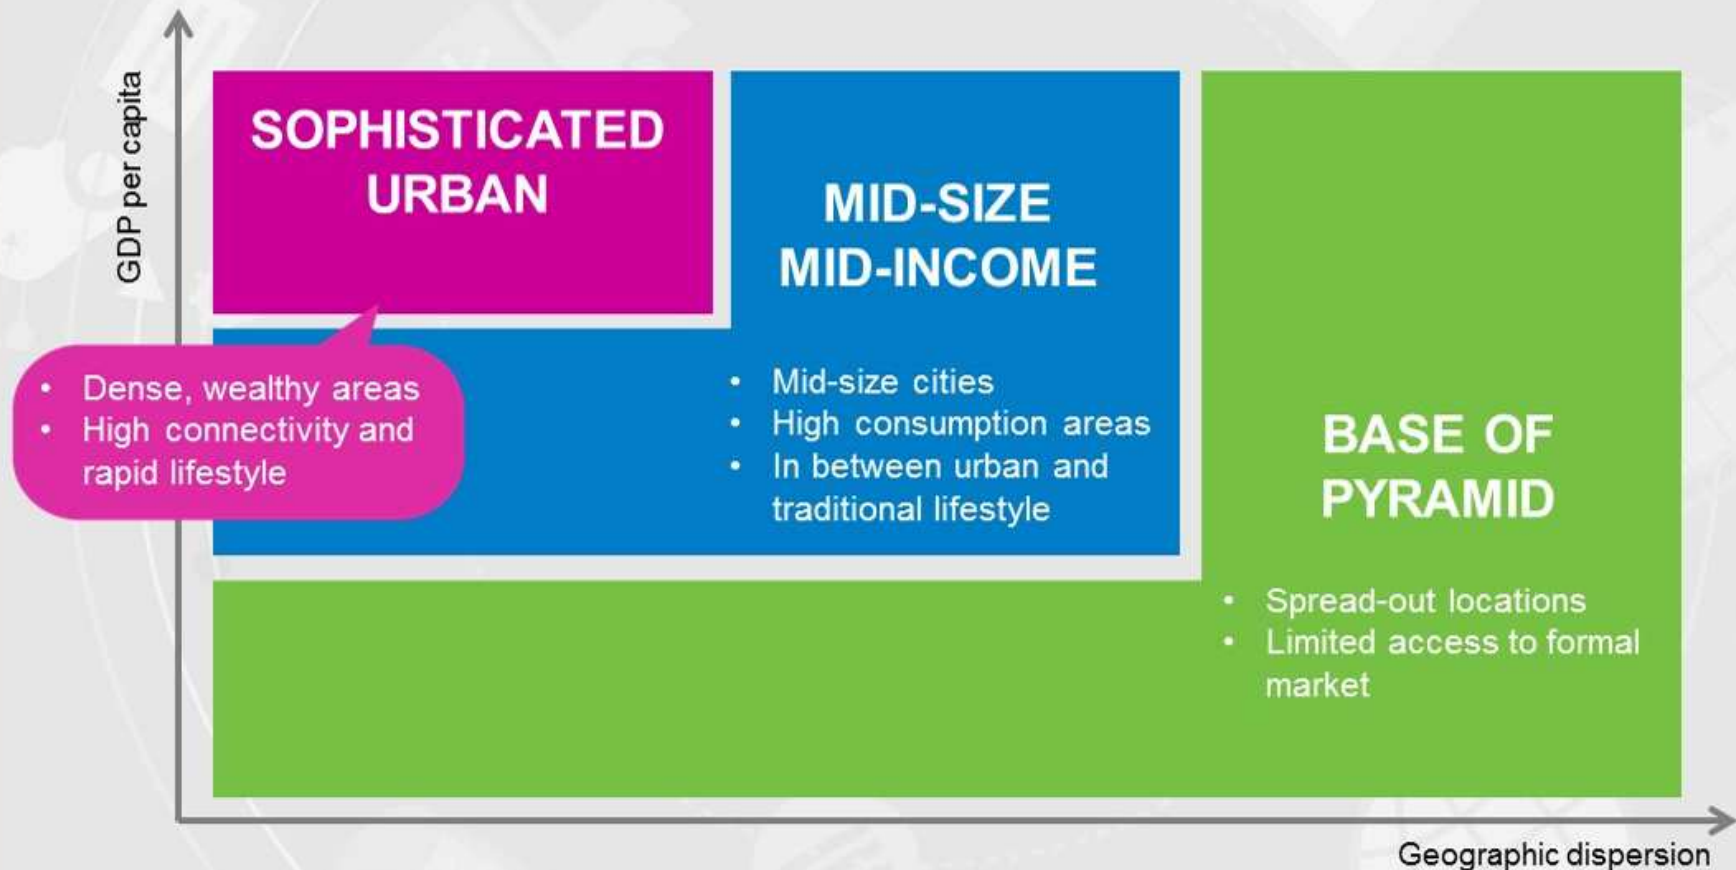 GDP per capita
SOPHISTICATED
URBAN
• Dense, wealthy areas
• High connectivity and
rapid lifestyle
MID-SIZE
MID-INCOME
• Mid-size cities
• High consumption areas
• In between urban and
traditional lifestyle
BASE OF
PYRAMID
• Spread-out locations
• Limited access to formal
market
Geographic dispersion